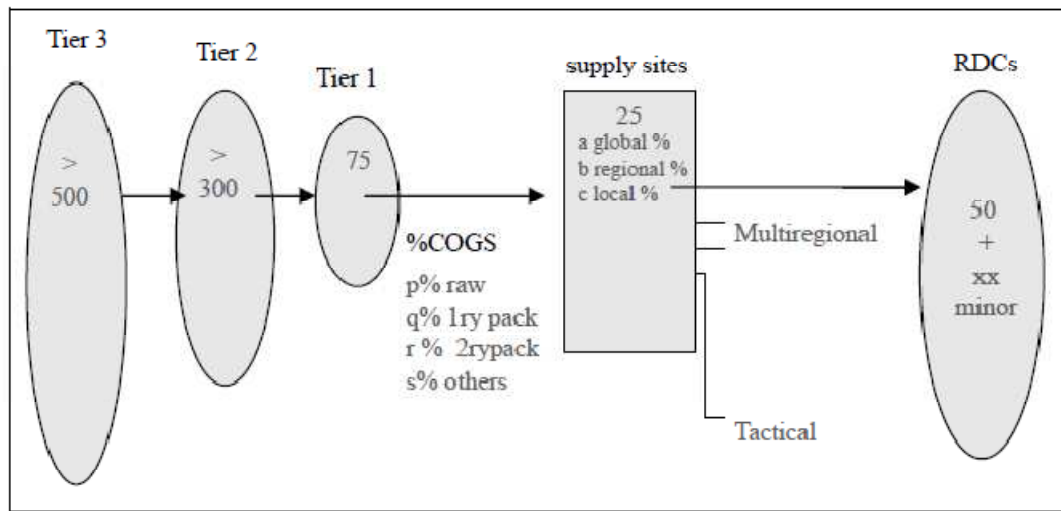 Tier 3
>
500
Tier 2
>
300
Tier 1
75
%COGS
p% raw
q% 1ry pack
r % 2rypack
s% others
supply sites
25
a global %
b regional %
c local %
Multiregional
Tactical
RDCs
50
+
xx
minor